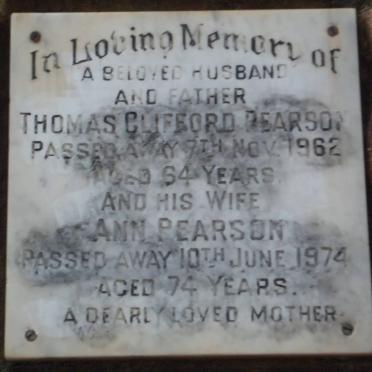 In Loving Memory of
A BELOVED HUSBAND
AND FATHER
THOMAS CLIFFORD PEARSON
PASSED AWAY 7TH NOV. 1962
AGED 64 YEARS
AND HIS WIFE
ANN PEARSON
PASSED AWAY 10TH JUNE 1974
AGED 74 YEARS.
A DEARLY LOVED MOTHER